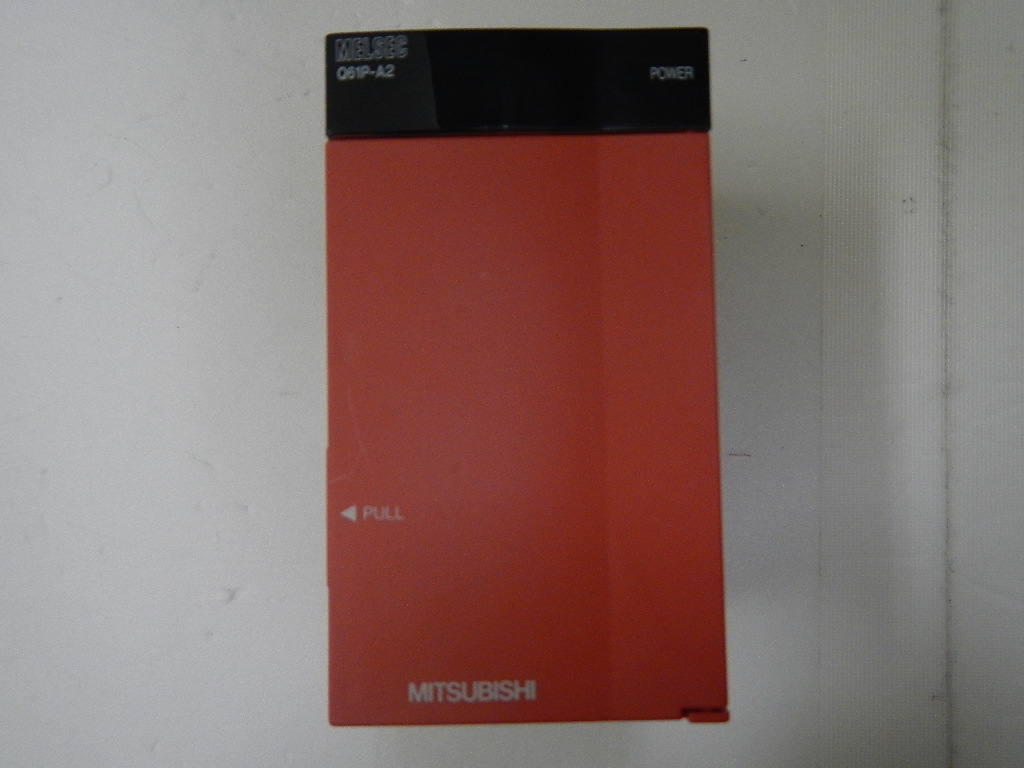 MELSEC
Q61P-A2
POWER
PULL
MITSUBISHI